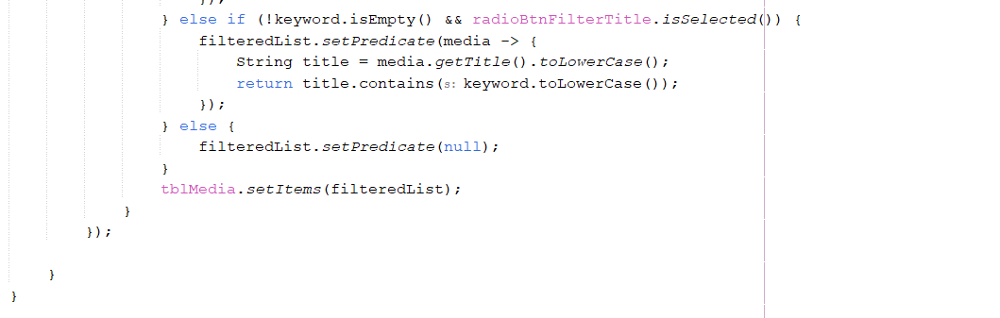 });
} else if (!keyword.isEmpty() && radioBtnFilterTitle.isSelected()) {
filteredList.setPredicate(media -> {
String title = media.getTitle().toLowerCase();
return title.contains(s: keyword.toLowerCase());
});
} else {
filteredList.setPredicate(null);
}
tblMedia.setItems(filteredList);
}
});
}
}